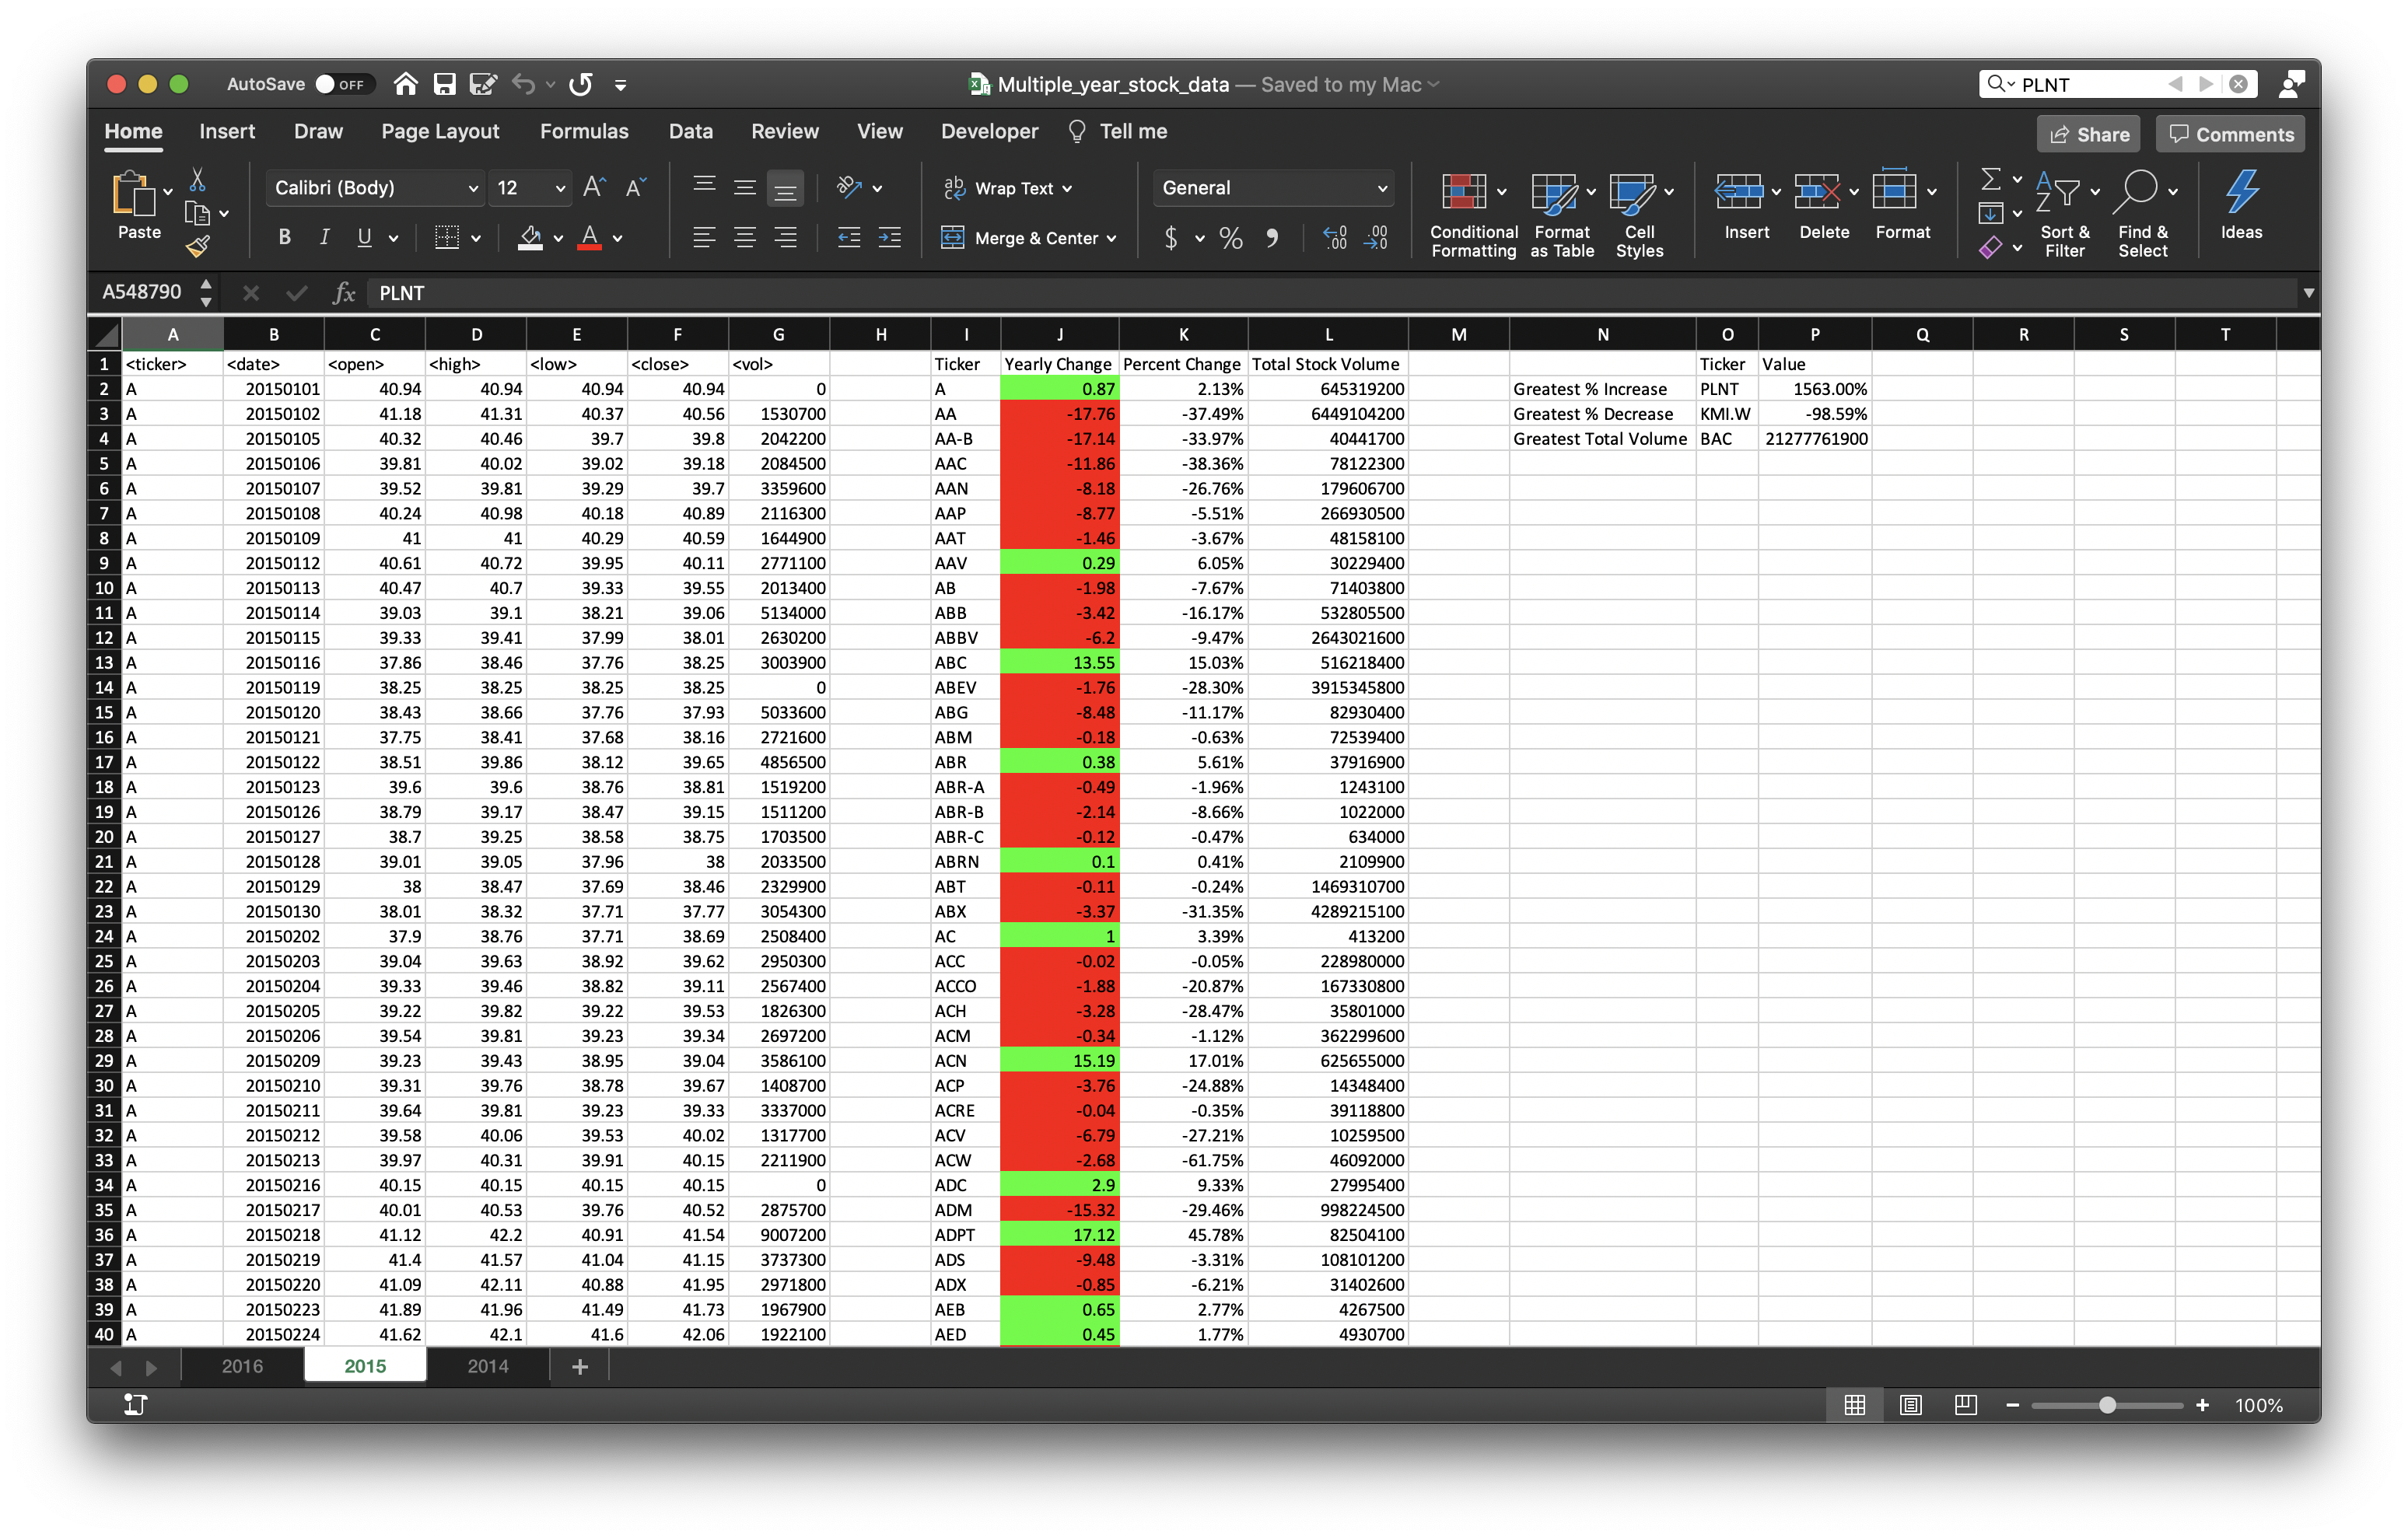 AutoSave OFF Multiple_year_stock_data — Saved to my Mac PLNT
Home Insert Draw Page Layout Formulas Data Review View Developer Tell me Share Comments
Paste Calibri (Body) 12 Wrap Text General
B I U Merge & Center $ % Conditional Formatting Format as Table Cell Styles Insert Delete Format Sort & Filter Find & Select Ideas
A548790 fx PLNT
A B C D E F G H I J K L M N O P Q R S T
1 <ticker> <date> <open> <high> <low> <close> <vol> Ticker Yearly Change Percent Change Total Stock Volume Ticker Value
2 A 20150101 40.94 40.94 40.94 40.94 0 A 0.87 2.13% 645319200 Greatest % Increase PLNT 1563.00%
3 A 20150102 41.18 41.31 40.37 40.56 1530700 AA -17.76 -37.49% 6449104200 Greatest % Decrease KMI.W -98.59%
4 A 20150105 40.32 40.46 39.7 39.8 2042200 AA-B -17.14 -33.97% 40441700 Greatest Total Volume BAC 21277761900
5 A 20150106 39.81 40.02 39.02 39.18 2084500 AAC -11.86 -38.36% 78122300
6 A 20150107 39.52 39.81 39.29 39.7 3359600 AAN -8.18 -26.76% 179606700
7 A 20150108 40.24 40.98 40.18 40.89 2116300 AAP -8.77 -5.51% 266930500
8 A 20150109 41 41 40.29 40.59 1644900 AAT -1.46 -3.67% 48158100
9 A 20150112 40.61 40.72 39.95 40.11 2771100 AAV 0.29 6.05% 30229400
10 A 20150113 40.47 40.7 39.33 39.55 2013400 AB -1.98 -7.67% 71403800
11 A 20150114 39.03 39.1 38.21 39.06 5134000 ABB -3.42 -16.17% 532805500
12 A 20150115 39.33 39.41 37.99 38.01 2630200 ABBV -6.2 -9.47% 2643021600
13 A 20150116 37.86 38.46 37.76 38.25 3003900 ABC 13.55 15.03% 516218400
14 A 20150119 38.25 38.25 38.25 38.25 0 ABEV -1.76 -28.30% 3915345800
15 A 20150120 38.43 38.66 37.76 37.93 5033600 ABG -8.48 -11.17% 82930400
16 A 20150121 37.75 38.41 37.68 38.16 2721600 ABM -0.18 -0.63% 72539400
17 A 20150122 38.51 39.86 38.12 39.65 4856500 ABR 0.38 5.61% 37916900
18 A 20150123 39.6 39.6 38.76 38.81 1519200 ABR-A -0.49 -1.96% 1243100
19 A 20150126 38.79 39.17 38.47 39.15 1511200 ABR-B -2.14 -8.66% 1022000
20 A 20150127 38.7 39.25 38.58 38.75 1703500 ABR-C -0.12 -0.47% 634000
21 A 20150128 39.01 39.05 37.96 38 2033500 ABRN 0.1 0.41% 2109900
22 A 20150129 38 38.47 37.69 38.46 2329900 ABT -0.11 -0.24% 1469310700
23 A 20150130 38.01 38.32 37.71 37.77 3054300 ABX -3.37 -31.35% 4289215100
24 A 20150202 37.9 38.76 37.71 38.69 2508400 AC 1 3.39% 413200
25 A 20150203 39.04 39.63 38.92 39.62 2950300 ACC -0.02 -0.05% 228980000
26 A 20150204 39.33 39.46 38.82 39.11 2567400 ACCO -1.88 -20.87% 167330800
27 A 20150205 39.22 39.82 39.22 39.53 1826300 ACH -3.28 -28.47% 35801000
28 A 20150206 39.54 39.81 39.23 39.34 2697200 ACM -0.34 -1.12% 362299600
29 A 20150209 39.23 39.43 38.95 39.04 3586100 ACN 15.19 17.01% 625655000
30 A 20150210 39.31 39.76 38.78 39.67 1408700 ACP -3.76 -24.88% 14348400
31 A 20150211 39.64 39.81 39.23 39.33 3337000 ACRE -0.04 -0.35% 39118800
32 A 20150212 39.58 40.06 39.53 40.02 1317700 ACV -6.79 -27.21% 10259500
33 A 20150213 39.97 40.31 39.91 40.15 2211900 ACW -2.68 -61.75% 46092000
34 A 20150216 40.15 40.15 40.15 40.15 0 ADC 2.9 9.33% 27995400
35 A 20150217 40.01 40.53 39.76 40.52 2875700 ADM -15.32 -29.46% 998224500
36 A 20150218 41.12 42.2 40.91 41.54 9007200 ADPT 17.12 45.78% 82504100
37 A 20150219 41.4 41.57 41.04 41.15 3737300 ADS -9.48 -3.31% 108101200
38 A 20150220 41.09 42.11 40.88 41.95 2971800 ADX -0.85 -6.21% 31402600
39 A 20150223 41.89 41.96 41.49 41.73 1967900 AEB 0.65 2.77% 4267500
40 A 20150224 41.62 42.1 41.6 42.06 1922100 AED 0.45 1.77% 4930700
2016 2015 2014 +
100%